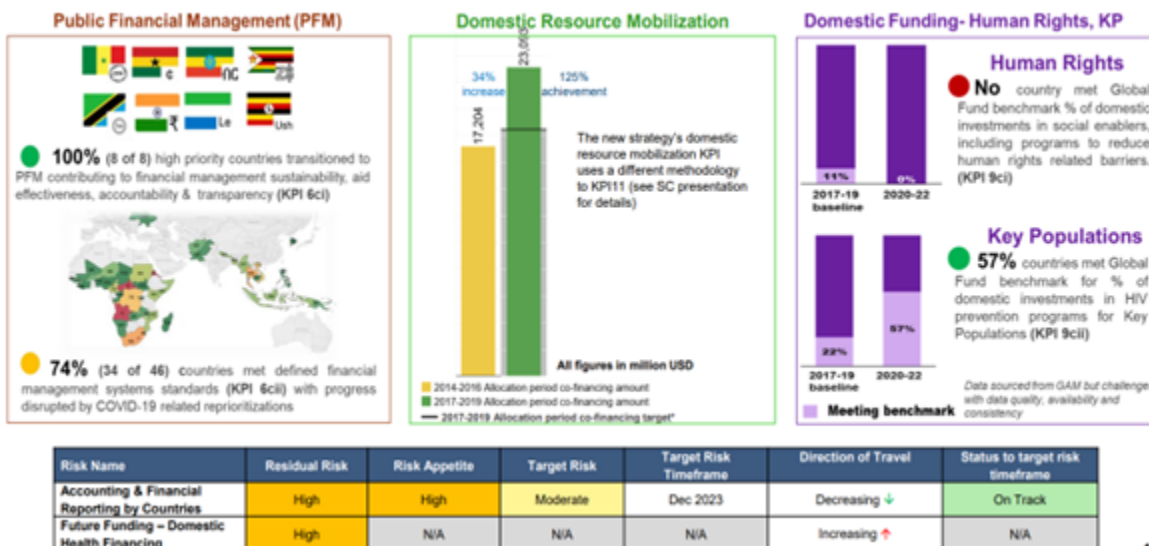 Public Financial Management (PFM)
100% (8 of 8) high priority countries transitioned to
PFM contributing to financial management sustainability, aid
effectiveness, accountability & transparency (KPI 6ci)
74% (34 of 46) countries met defined financial
management systems standards (KPI 6cii) with progress
disrupted by COVID-19 related reprioritizations
Domestic Resource Mobilization
17,204
23,093
34%
increase
125%
achievement
The new strategy's domestic
resource mobilization KPI
uses a different methodology
to KPI11 (see SC presentation
for details)
All figures in million USD
2014-2016 Allocation period co-financing amount
2017-2019 Allocation period co-financing amount
2017-2019 Allocation period co-financing target*
Domestic Funding- Human Rights, KP
11%
0%
2017-19
baseline
2020-22
Human Rights
No country met Global
Fund benchmark % of domestic
investments in social enablers,
including programs to reduce
human rights related barriers.
(KPI 9ci)
22%
57%
2017-19
baseline
2020-22
Key Populations
57% countries met Global
Fund benchmark for % of
domestic investments in HIV
prevention programs for Key
Populations (KPI 9cii)
Meeting benchmark
Data sourced from GAM but challenge
with data quality, availability and
consistency
Risk Name Residual Risk Risk Appetite Target Risk Target Risk Timeframe Direction of Travel Status to target risk timeframe
Accounting & Financial Reporting by Countries High High Moderate Dec 2023 Decreasing ↓ On Track
Future Funding – Domestic Health Financing High N/A N/A N/A Increasing ↑ N/A